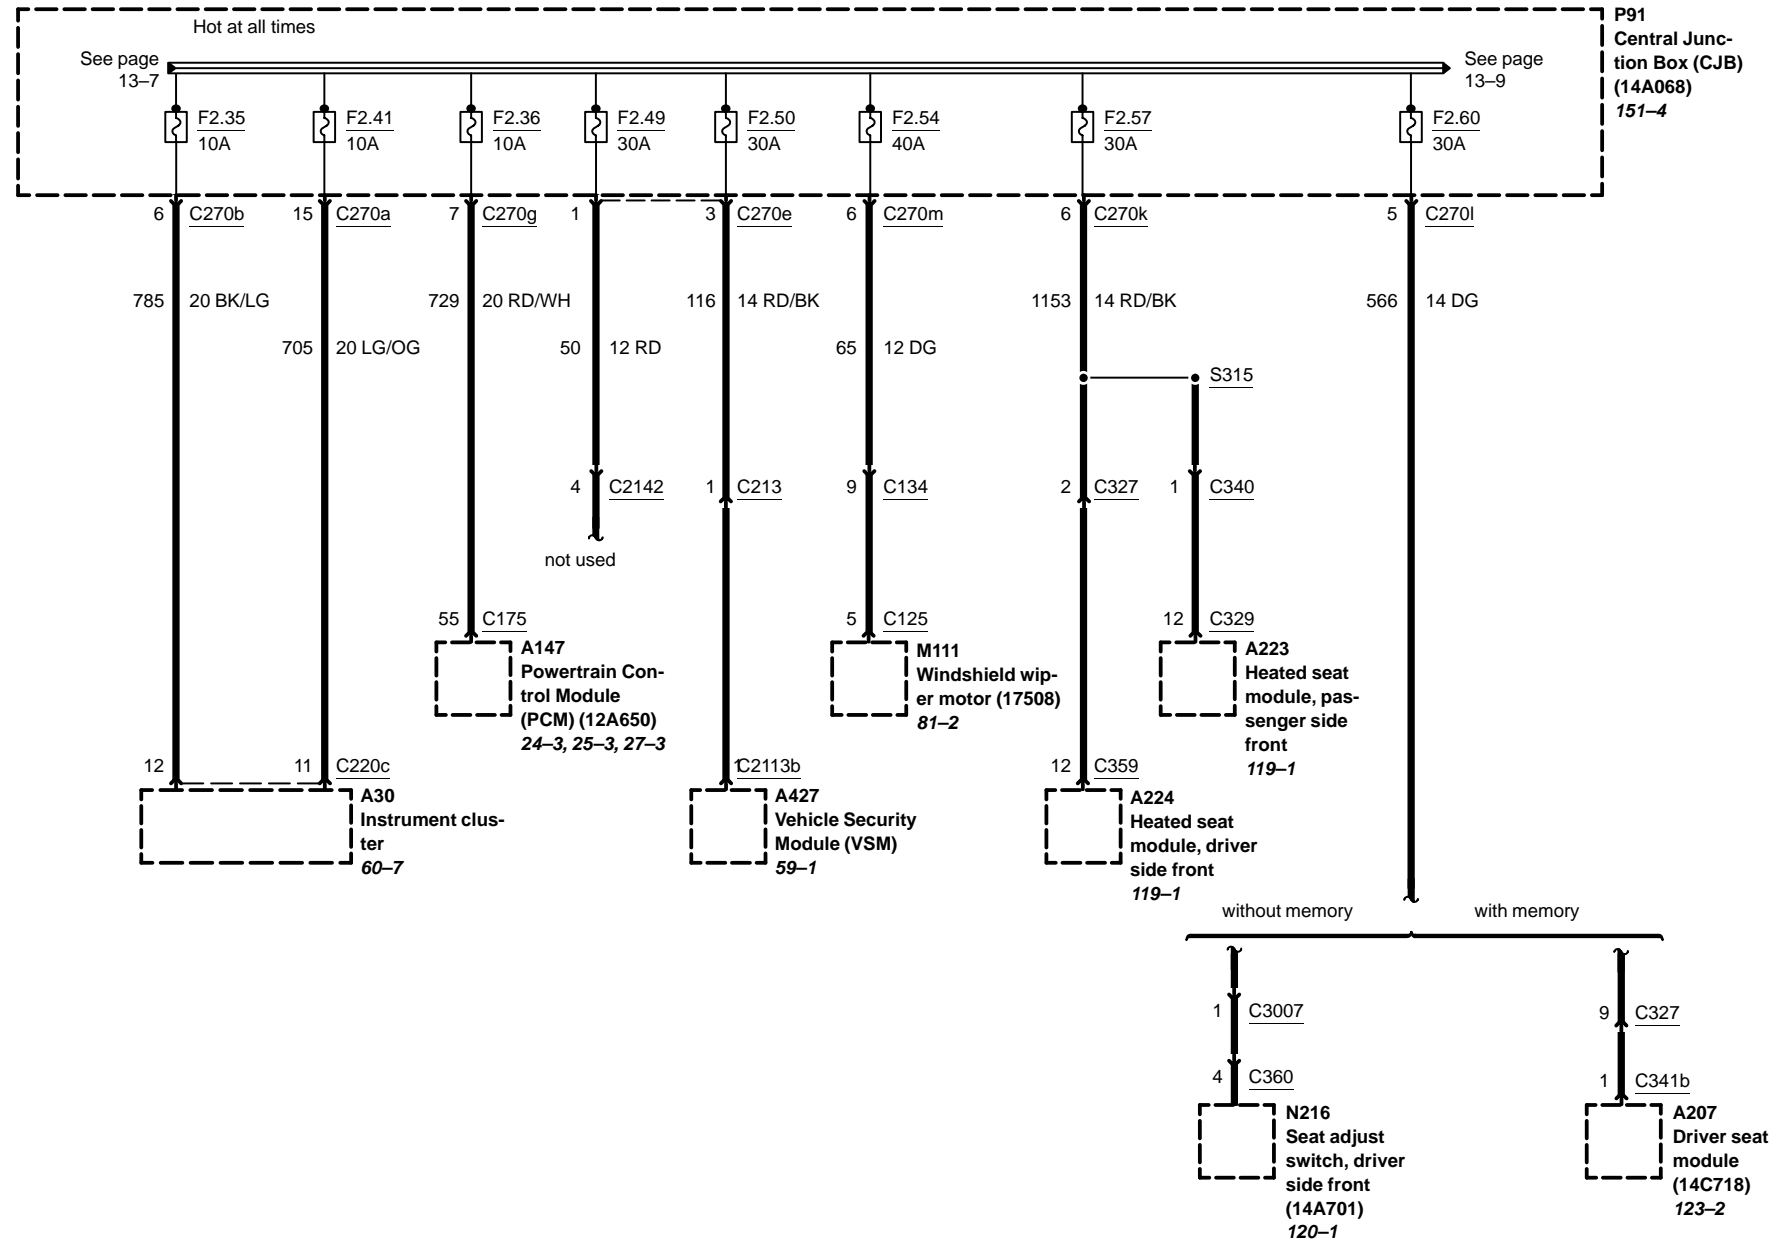 Hot at all times
P91
Central Junc-
tion Box (CJB)
(14A068)
151–4
See page
13–7
See page
13–9
F2.35
10A
F2.41
10A
F2.36
10A
F2.49
30A
F2.50
30A
F2.54
40A
F2.57
30A
F2.60
30A
6 C270b 15 C270a 7 C270g 1 3 C270e 6 C270m 6 C270k 5 C270l
785 20 BK/LG 729 20 RD/WH 116 14 RD/BK 1153 14 RD/BK 566 14 DG
705 20 LG/OG 50 12 RD 65 12 DG
S315
4 C2142 1 C213 9 C134 2 C327 1 C340
not used
55 C175 5 C125 12 C329
A147
Powertrain Con-
trol Module
(PCM) (12A650)
24–3, 25–3, 27–3
M111
Windshield wip-
er motor (17508)
81–2
A223
Heated seat
module, pas-
senger side
front
119–1
12 11 C220c 1 C2113b 12 C359
A30
Instrument clus-
ter
60–7
A427
Vehicle Security
Module (VSM)
59–1
A224
Heated seat
module, driver
side front
119–1
without memory with memory
1 C3007 9 C327
4 C360 1 C341b
N216
Seat adjust
switch, driver
side front
(14A701)
120–1
A207
Driver seat
module
(14C718)
123–2